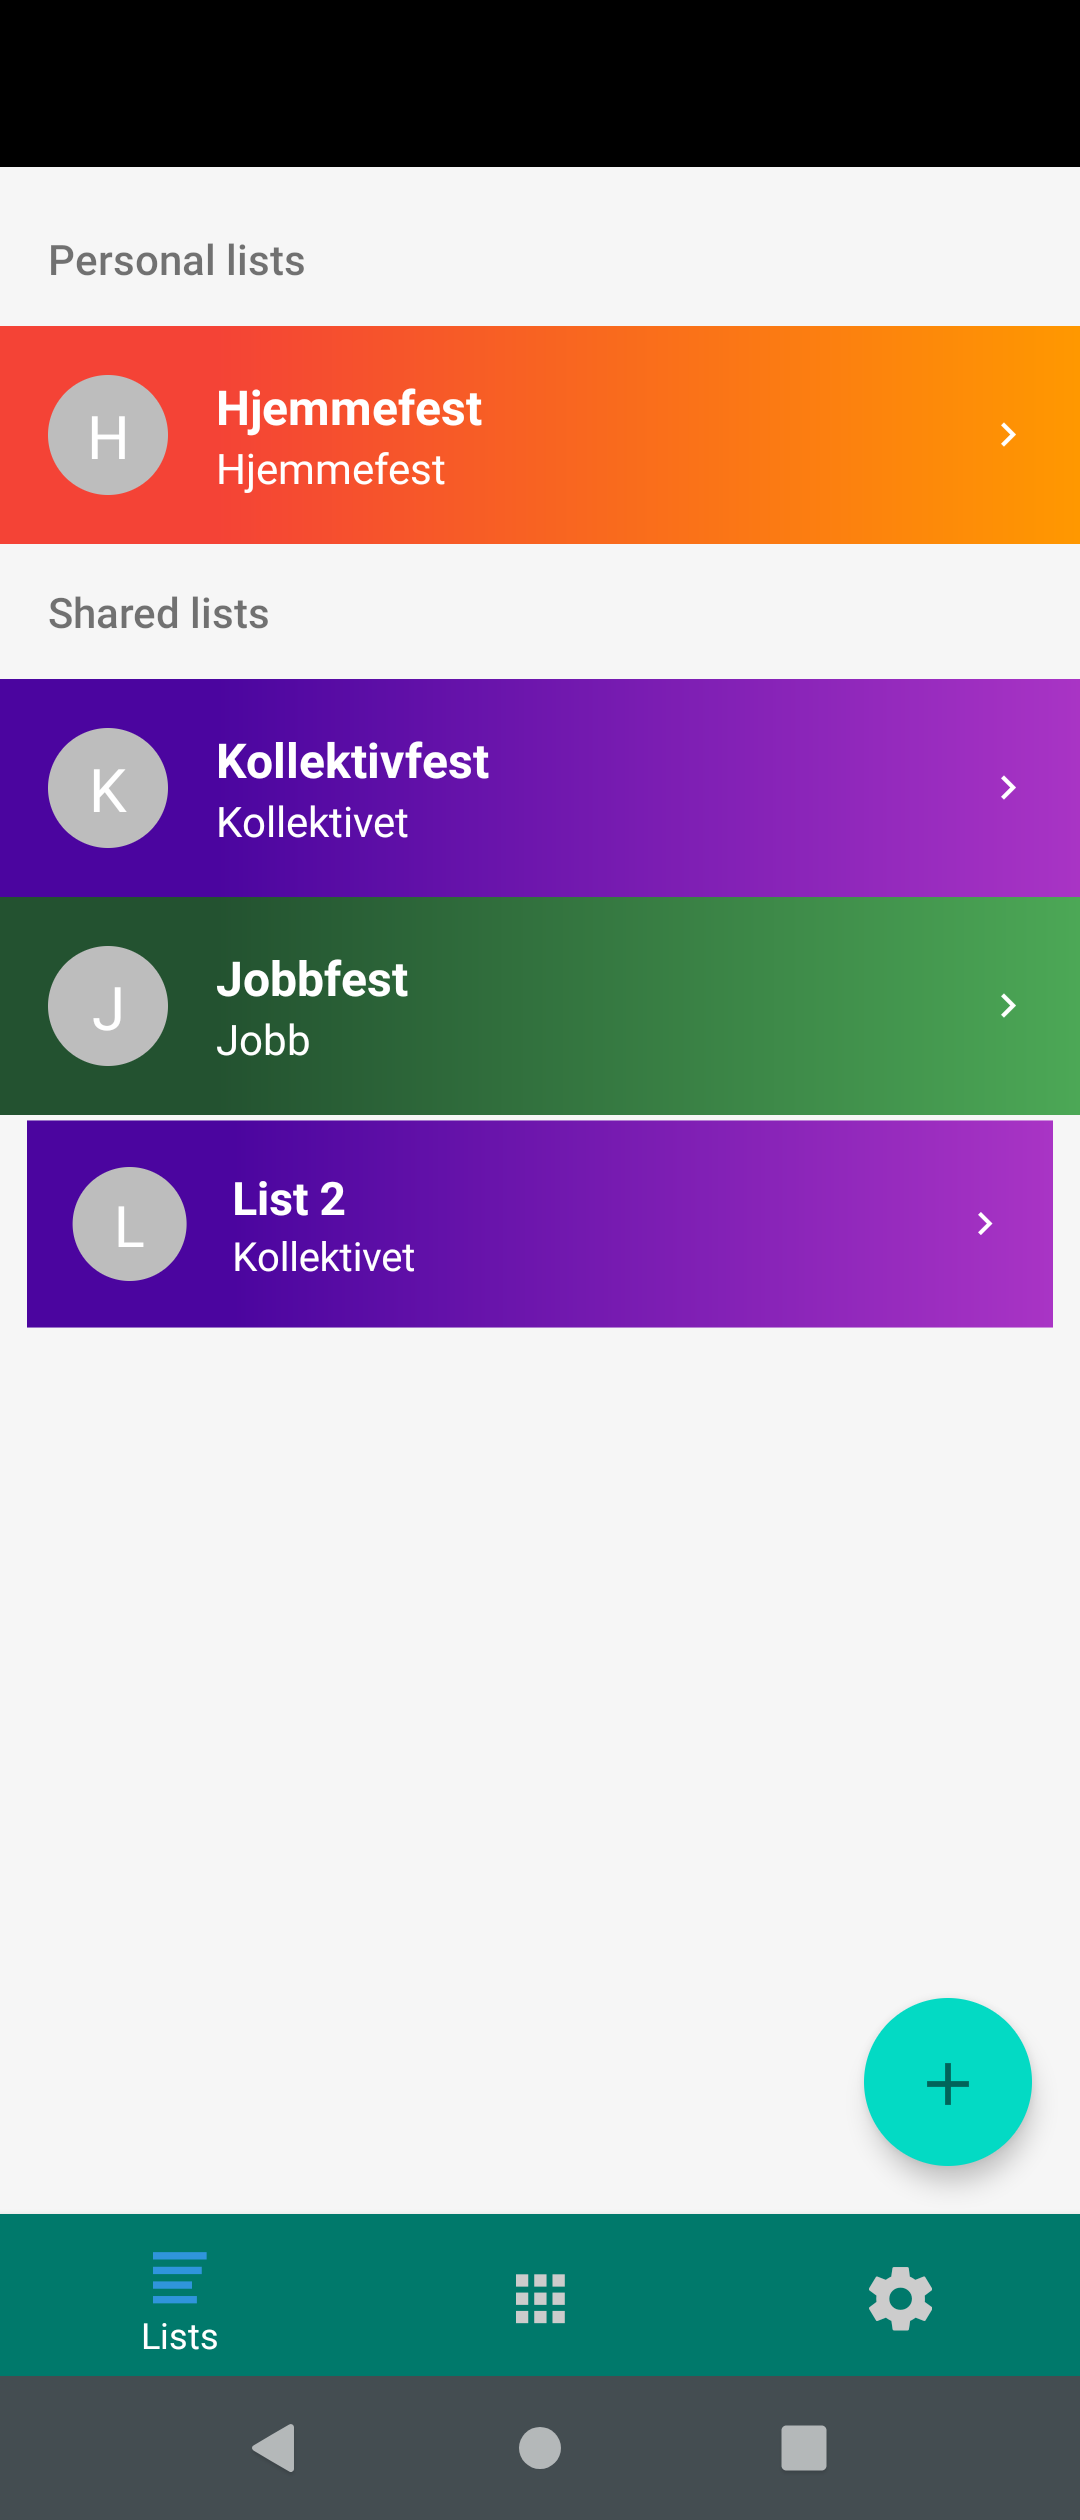 Personal lists
H
Hjemmefest
Hjemmefest
Shared lists
K
Kollektivfest
Kollektivet
J
Jobbfest
Jobb
L
List 2
Kollektivet
Lists